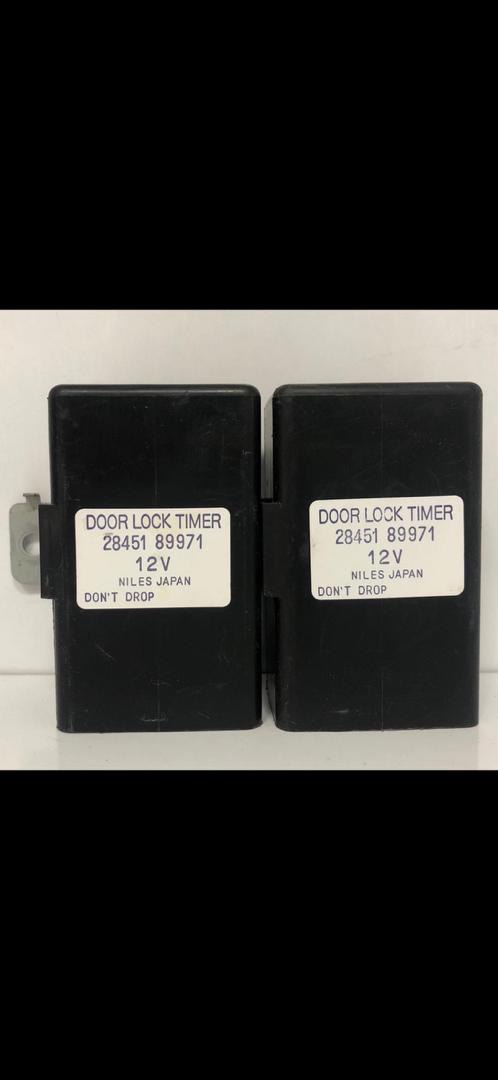 DOOR LOCK TIMER
28451 89971
12V
NILES JAPAN
DON'T DROP
DOOR LOCK TIMER
28451 89971
12V
NILES JAPAN
DON'T DROP